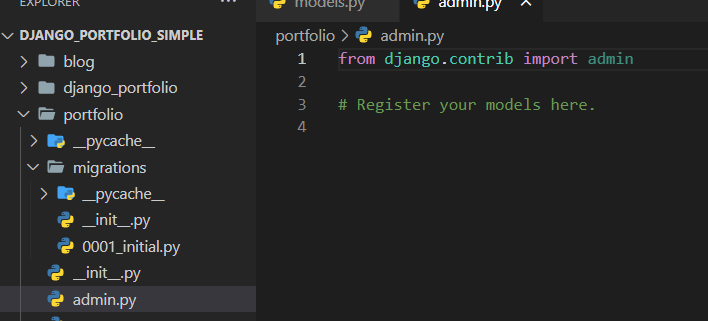 EXPLORER
DJANGO_PORTFOLIO_SIMPLE
blog
django_portfolio
portfolio
__pycache__
migrations
__pycache__
__init__.py
0001_initial.py
__init__.py
admin.py
models.py
admin.py
portfolio > admin.py
1 from django.contrib import admin
2
3 # Register your models here.
4